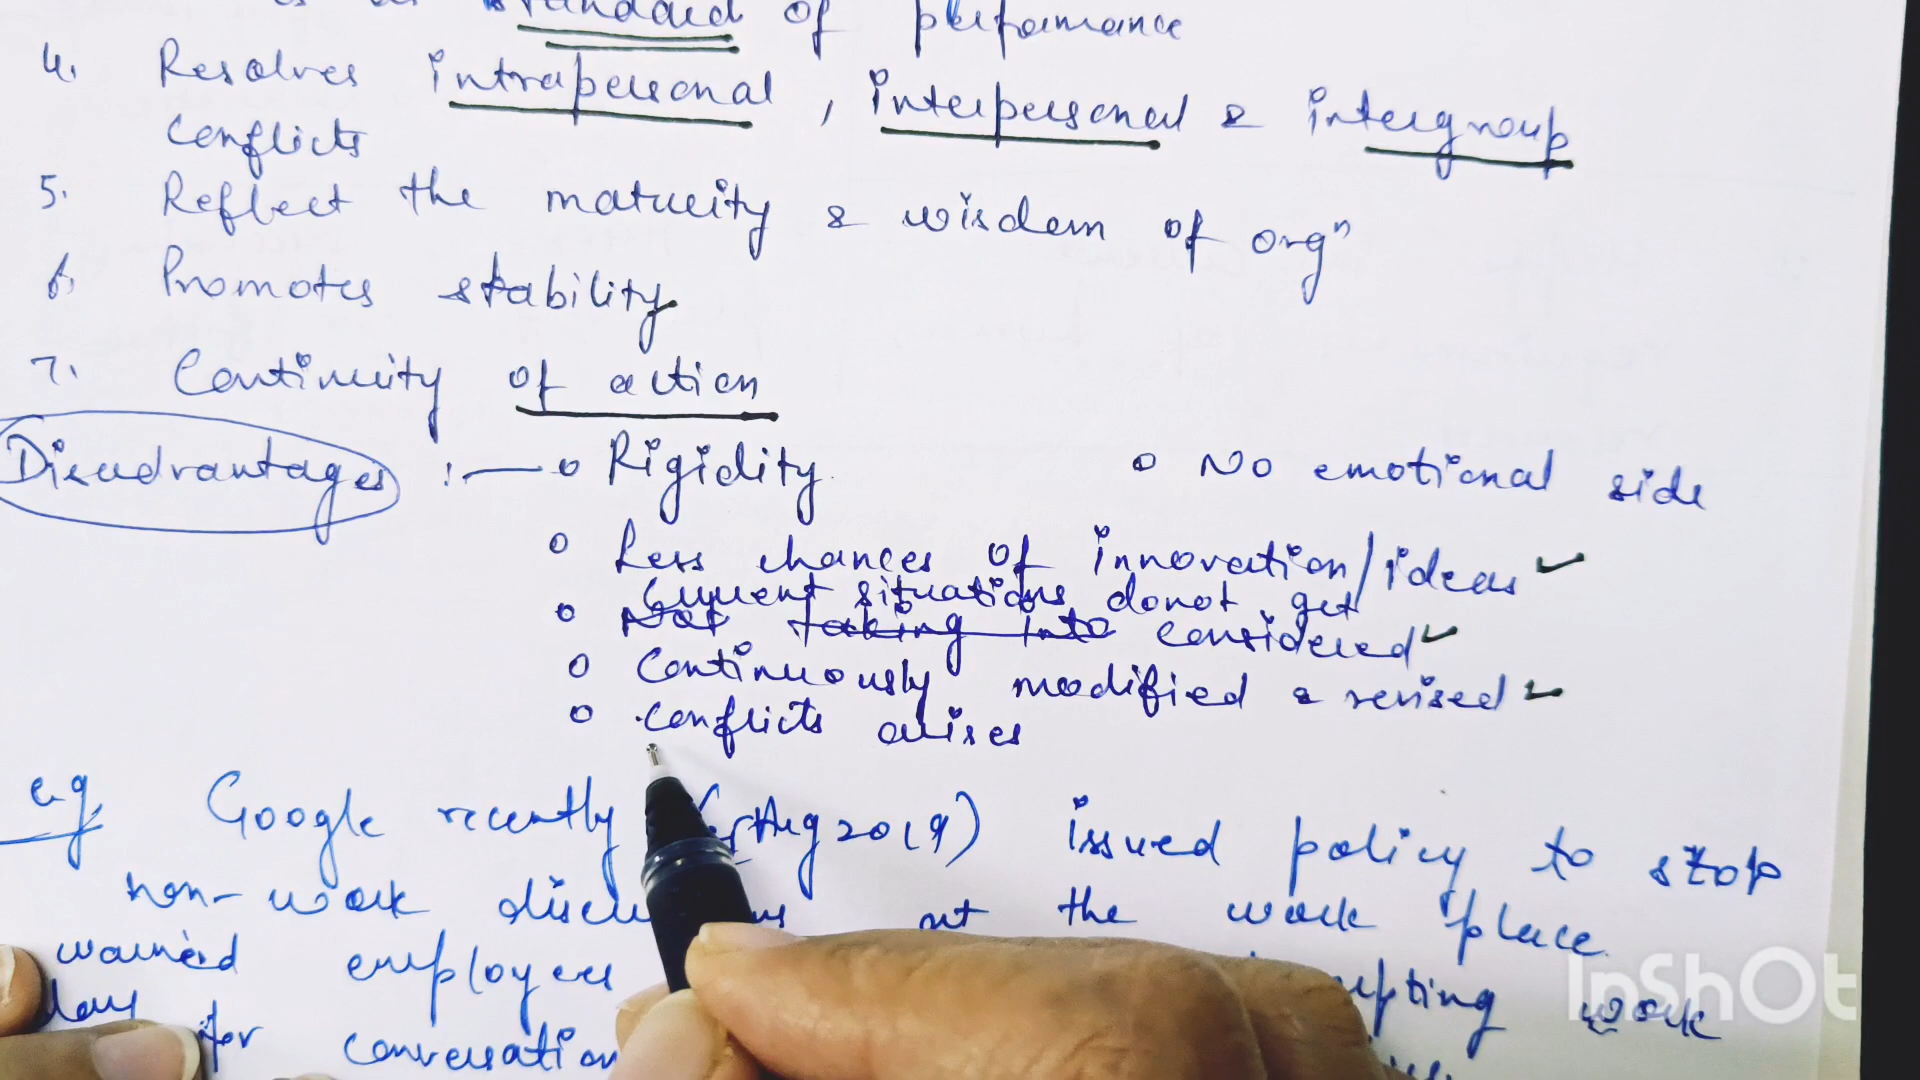 standard of performance
4. Resolves intrapersonal, interpersonal & intergroup
conflicts
5. Reflect the maturity & wisdom of orgⁿ
6. Promotes stability
7. Continuity of action
Disadvantages :— o Rigidity o No emotional side
o Less chances of innovation/ideas ✓
Current situations donot get
o Not taking into considered ✓
o Continuously modified & revised ✓
o conflicts arises
e.g. Google recently (Aug 2019) issued policy to stop
non-work at the work place
warned employees work
day for conversation
InShOt